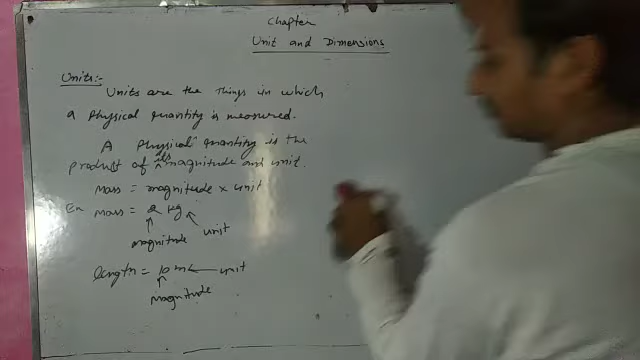 Chapter
Unit and Dimensions
Units:-
Units are the things in which
a physical quantity is measured.
A physical quantity is the
product of its magnitude and unit.
mass = magnitude x unit
Ex mass = 2 kg
magnitude unit
length = 10 m unit
magnitude